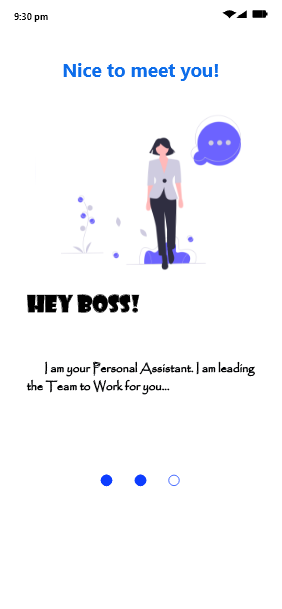 9:30 pm
Nice to meet you!
HEY BOSS!
I am your Personal Assistant. I am leading
the Team to Work for you...